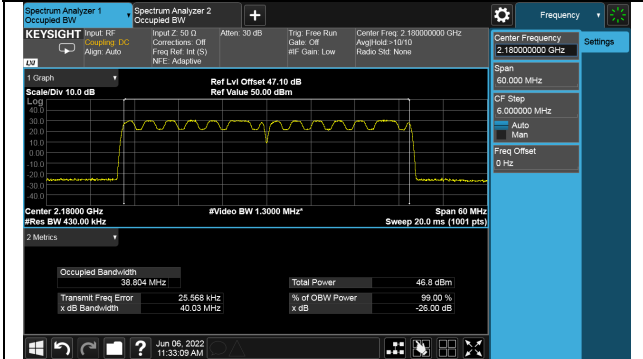 Spectrum Analyzer 1
Occupied BW
Spectrum Analyzer 2
Occupied BW
+
Frequency
KEYSIGHT
Input: RF
Coupling: DC
Align: Auto
Input Z: 50 Ω
Corrections: Off
Freq Ref: Int (S)
NFE: Adaptive
Atten: 30 dB
Trig: Free Run
Gate: Off
#IF Gain: Low
Center Freq: 2.180000000 GHz
Avg|Hold:>10/10
Radio Std: None
LXI
Center Frequency
2.180000000 GHz
Settings
Span
60.000 MHz
CF Step
6.000000 MHz
Auto
Man
Freq Offset
0 Hz
1 Graph
Scale/Div 10.0 dB
Ref Lvl Offset 47.10 dB
Ref Value 50.00 dBm
Log
40.0
30.0
20.0
10.0
0.00
-10.0
-20.0
-30.0
-40.0
Center 2.18000 GHz
#Video BW 1.3000 MHz*
Span 60 MHz
#Res BW 430.00 kHz
Sweep 20.0 ms (1001 pts)
2 Metrics
Occupied Bandwidth
38.804 MHz
Total Power 46.8 dBm
Transmit Freq Error 25.568 kHz
% of OBW Power 99.00 %
x dB Bandwidth 40.03 MHz
x dB -26.00 dB
?
Jun 06, 2022
11:33:09 AM